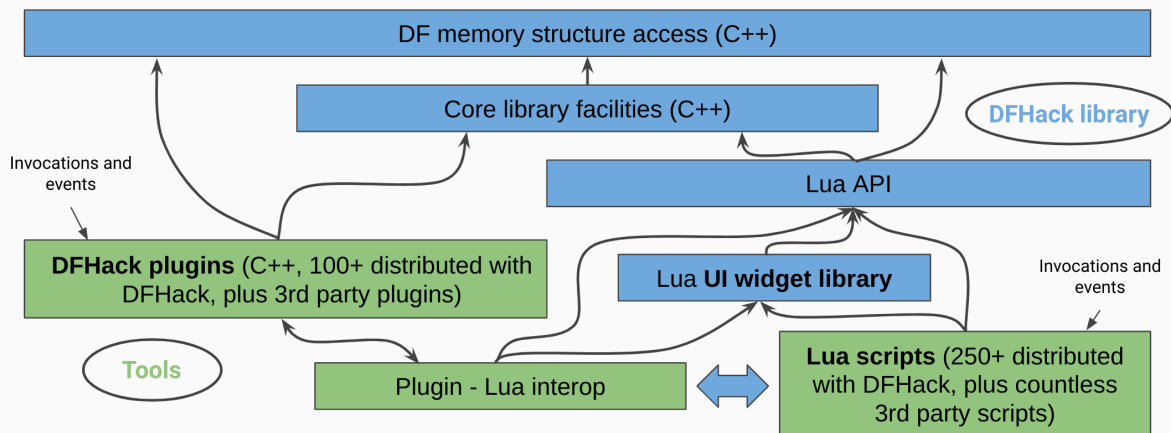 DF memory structure access (C++)
Core library facilities (C++)
DFHack library
Invocations and
events
Lua API
DFHack plugins (C++, 100+ distributed with
DFHack, plus 3rd party plugins)
Lua UI widget library
Invocations and
events
Tools
Plugin - Lua interop
Lua scripts (250+ distributed
with DFHack, plus countless
3rd party scripts)